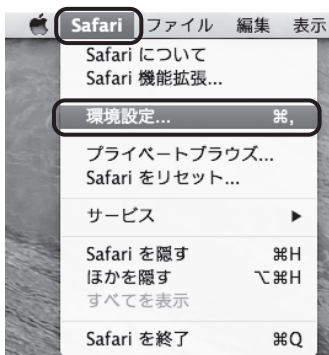 Safari ファイル 編集 表示
Safari について
Safari 機能拡張...
環境設定... ⌘,
プライベートブラウズ...
Safari をリセット...
サービス ▶
Safari を隠す ⌘H
ほかを隠す ⌥⌘H
すべてを表示
Safari を終了 ⌘Q